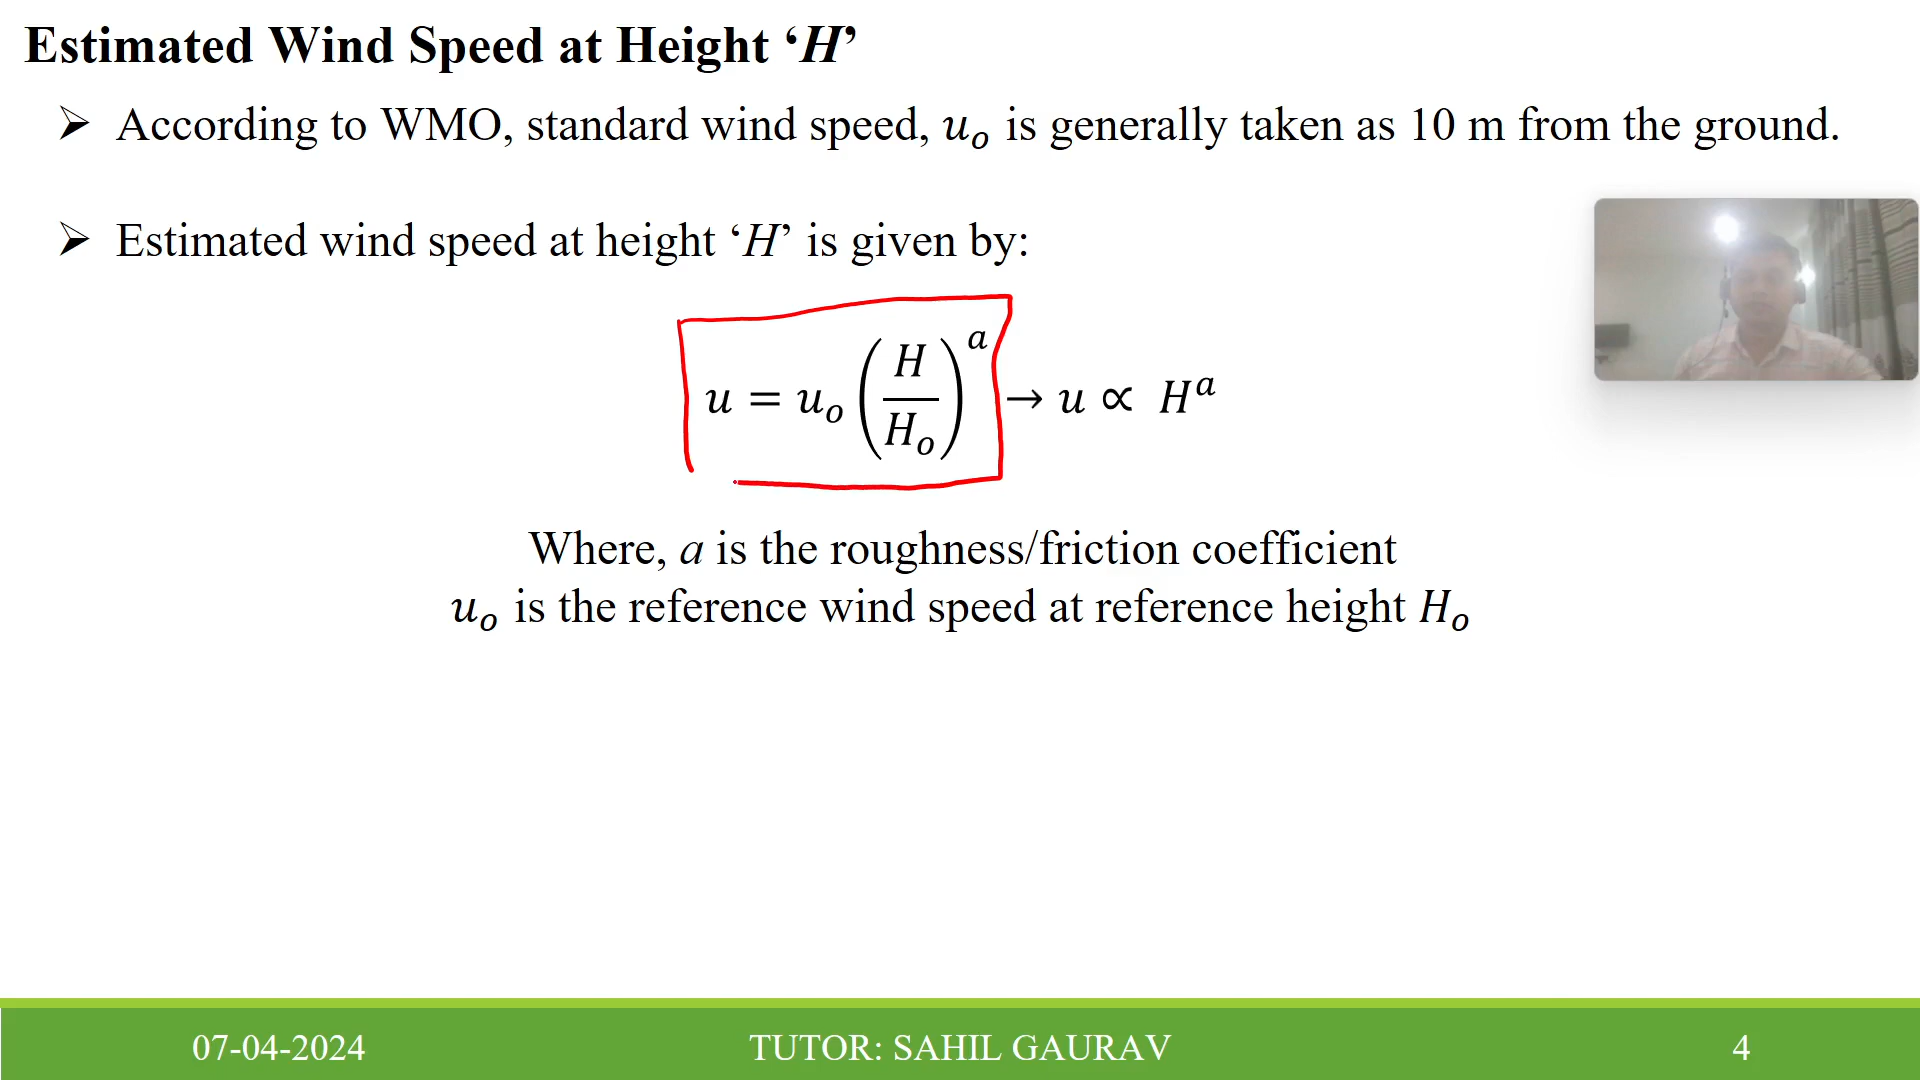 Estimated Wind Speed at Height ‘H’
➢ According to WMO, standard wind speed, uₒ is generally taken as 10 m from the ground.
➢ Estimated wind speed at height ‘H’ is given by:
u = uₒ (H/Hₒ)ᵃ → u ∝ Hᵃ
Where, a is the roughness/friction coefficient
uₒ is the reference wind speed at reference height Hₒ
07-04-2024 TUTOR: SAHIL GAURAV 4